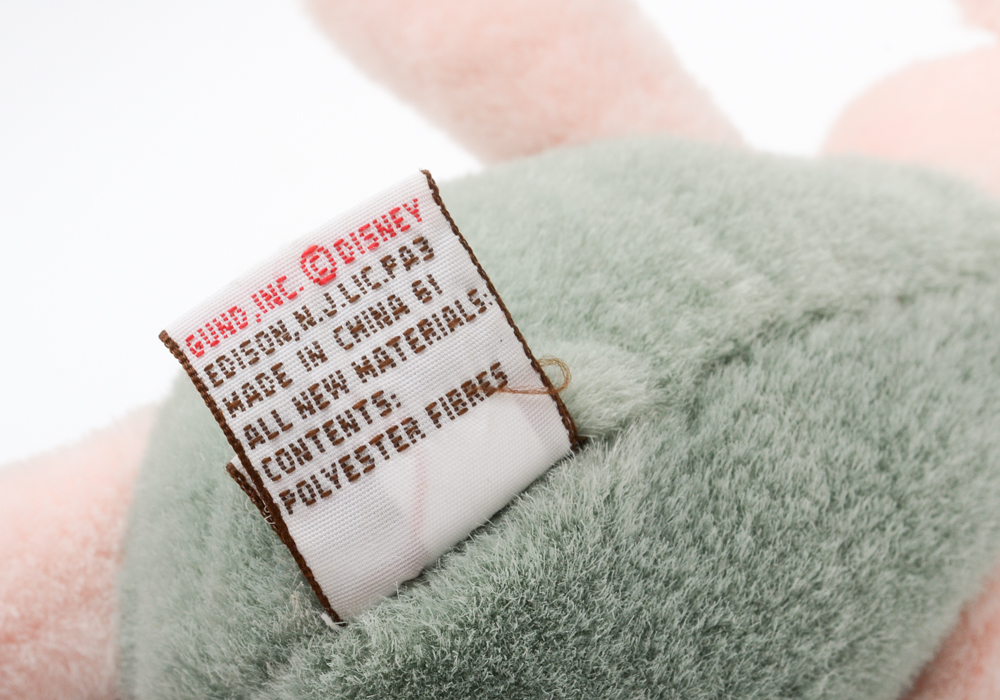 GUND,INC.©DISNEY
EDISON,N.J.LIC.PA3
MADE IN CHINA 61
ALL NEW MATERIALS.
CONTENTS:
POLYESTER FIBRES